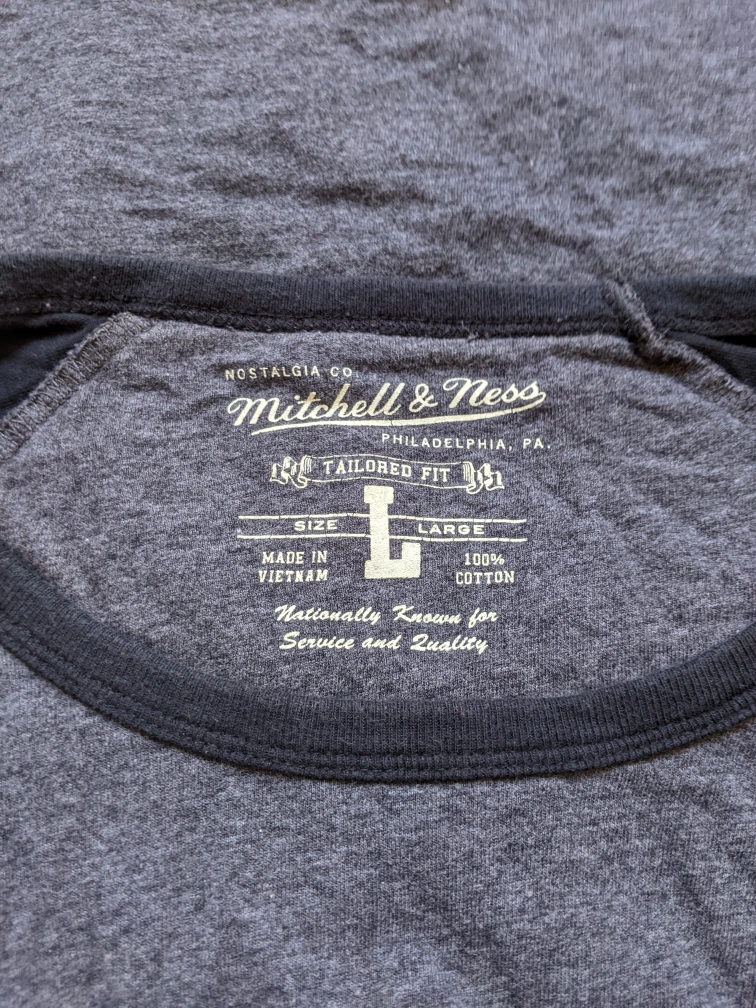 NOSTALGIA CO
Mitchell & Ness
PHILADELPHIA, PA.
TAILORED FIT
SIZE L LARGE
MADE IN
VIETNAM
100%
COTTON
Nationally Known for
Service and Quality